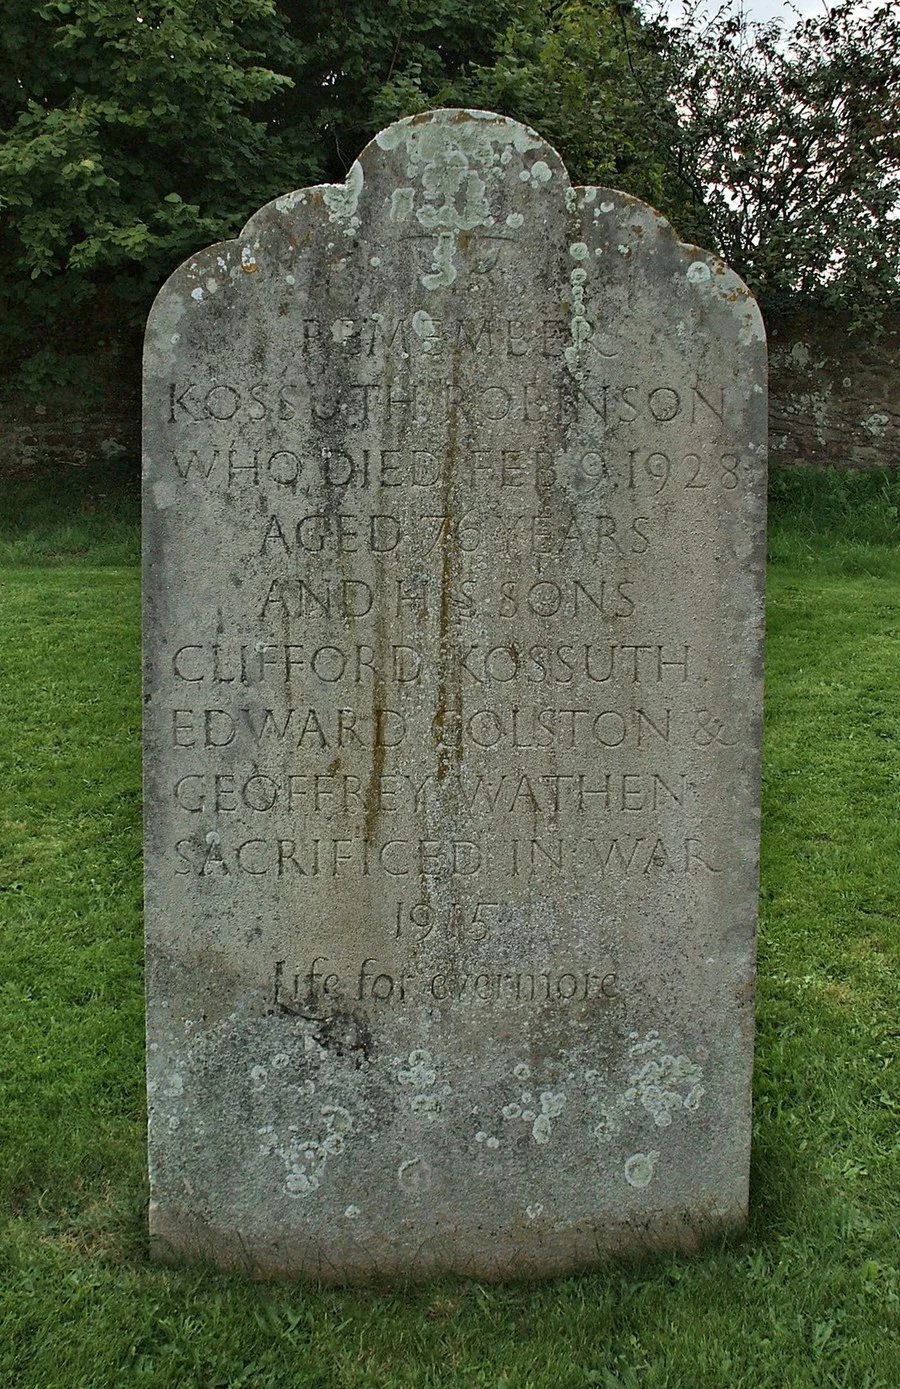 REMEMBER
KOSSUTH ROBINSON
WHO DIED FEB 9. 1928
AGED 76 YEARS
AND HIS SONS
CLIFFORD KOSSUTH.
EDWARD COLSTON &
GEOFFREY WATHEN
SACRIFICED IN WAR
1915
Life for evermore